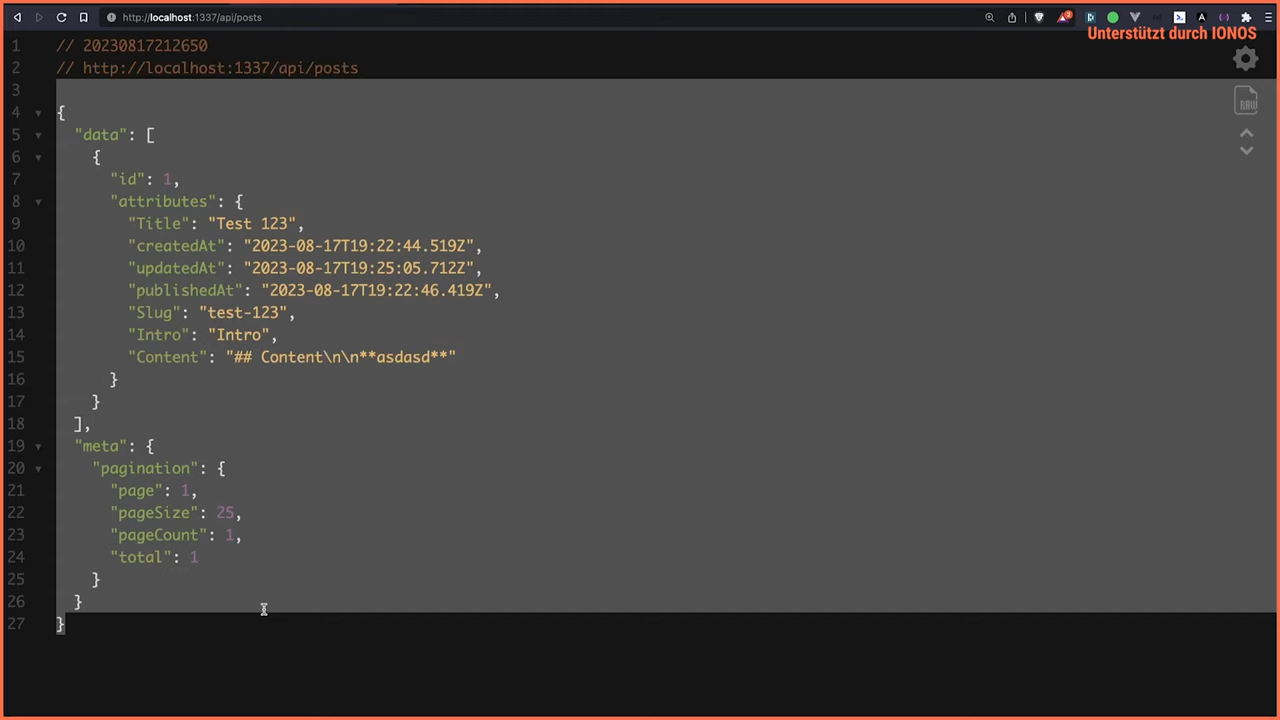 http://localhost:1337/api/posts
Unterstützt durch IONOS
1 // 20230817212650
2 // http://localhost:1337/api/posts
3
4 {
5 "data": [
6 {
7 "id": 1,
8 "attributes": {
9 "Title": "Test 123",
10 "createdAt": "2023-08-17T19:22:44.519Z",
11 "updatedAt": "2023-08-17T19:25:05.712Z",
12 "publishedAt": "2023-08-17T19:22:46.419Z",
13 "Slug": "test-123",
14 "Intro": "Intro",
15 "Content": "## Content\n\n**asdasd**"
16 }
17 }
18 ],
19 "meta": {
20 "pagination": {
21 "page": 1,
22 "pageSize": 25,
23 "pageCount": 1,
24 "total": 1
25 }
26 }
27 }
RAW